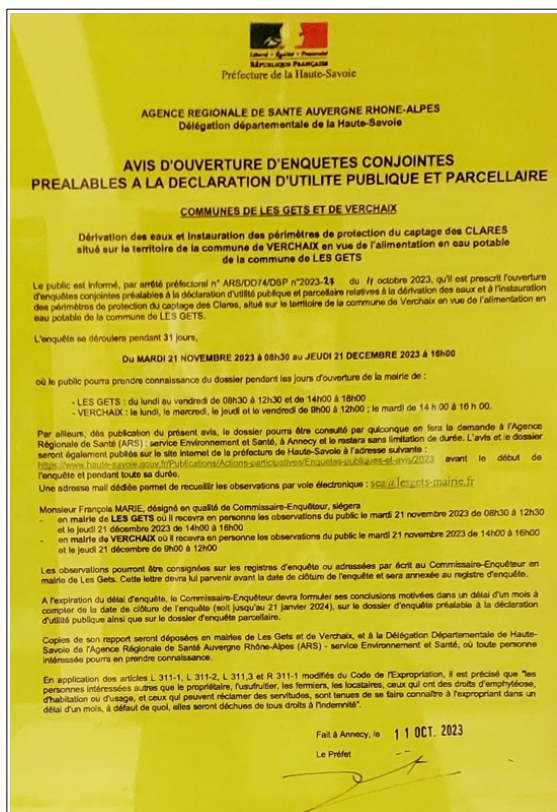 Liberté • Égalité • Fraternité
RÉPUBLIQUE FRANÇAISE
Préfecture de la Haute-Savoie
AGENCE REGIONALE DE SANTE AUVERGNE RHONE-ALPES
Délégation départementale de la Haute-Savoie
AVIS D'OUVERTURE D'ENQUETES CONJOINTES
PREALABLES A LA DECLARATION D'UTILITE PUBLIQUE ET PARCELLAIRE
COMMUNES DE LES GETS ET DE VERCHAIX
Dérivation des eaux et Instauration des périmètres de protection du captage des CLARES
situé sur le territoire de la commune de VERCHAIX en vue de l'alimentation en eau potable
de la commune de LES GETS
Le public est informé, par arrêté préfectoral n° ARS/DD74/DSP n°2023-27 du 11 octobre 2023, qu'il est prescrit l'ouverture
d'enquêtes conjointes préalables à la déclaration d'utilité publique et parcellaire relatives à la dérivation des eaux et à l'instauration
des périmètres de protection du captage des Clares, situé sur le territoire de la commune de Verchaix en vue de l'alimentation en
eau potable de la commune de LES GETS.
L'enquête se déroulera pendant 31 jours,
Du MARDI 21 NOVEMBRE 2023 à 08h30 au JEUDI 21 DECEMBRE 2023 à 16h00
où le public pourra prendre connaissance du dossier pendant les jours d'ouverture de la mairie de :
- LES GETS : du lundi au vendredi de 08h30 à 12h30 et de 14h00 à 16h00
- VERCHAIX : le lundi, le mercredi, le jeudi et le vendredi de 9h00 à 12h00 ; le mardi de 14 h 00 à 16 h 00.
Par ailleurs, dès publication du présent avis, le dossier pourra être consulté par quiconque en fera la demande à l'Agence
Régionale de Santé (ARS) : service Environnement et Santé, à Annecy et le restera sans limitation de durée. L'avis et le dossier
seront également publiés sur le site internet de la préfecture de Haute-Savoie à l'adresse suivante :
https://www.haute-savoie.gouv.fr/Publications/Actions-participatives/Enquetes-publiques-et-avis/2023 avant le début de
l'enquête et pendant toute sa durée.
Une adresse mail dédiée permet de recueillir les observations par voie électronique : sca@lesgets-mairie.fr
Monsieur François MARIE, désigné en qualité de Commissaire-Enquêteur, siégera
- en mairie de LES GETS où il recevra en personne les observations du public le mardi 21 novembre 2023 de 08h30 à 12h30
et le jeudi 21 décembre 2023 de 14h00 à 16h00
- en mairie de VERCHAIX où il recevra en personne les observations du public le mardi 21 novembre 2023 de 14h00 à 16h00
et le jeudi 21 décembre de 9h00 à 12h00
Les observations pourront être consignées sur les registres d'enquête ou adressées par écrit au Commissaire-Enquêteur en
mairie de Les Gets. Cette lettre devra lui parvenir avant la date de clôture de l'enquête et sera annexée au registre d'enquête.
A l'expiration du délai d'enquête, le Commissaire-Enquêteur devra formuler ses conclusions motivées dans un délai d'un mois à
compter de la date de clôture de l'enquête (soit jusqu'au 21 janvier 2024), sur le dossier d'enquête préalable à la déclaration
d'utilité publique ainsi que sur le dossier d'enquête parcellaire.
Copies de son rapport seront déposées en mairies de Les Gets et de Verchaix, et à la Délégation Départementale de Haute-
Savoie de l'Agence Régionale de Santé Auvergne Rhône-Alpes (ARS) - service Environnement et Santé, où toute personne
intéressée pourra en prendre connaissance.
En application des articles L 311-1, L 311-2, L 311,3 et R 311-1 modifiés du Code de l'Expropriation, il est précisé que "les
personnes intéressées autres que le propriétaire, l'usufruitier, les fermiers, les locataires, ceux qui ont des droits d'emphytéose,
d'habitation ou d'usage, et ceux qui peuvent réclamer des servitudes, sont tenues de se faire connaître à l'expropriant dans un
délai d'un mois, à défaut de quoi, elles seront déchues de tous droits à l'indemnité".
Fait à Annecy, le 11 OCT. 2023
Le Préfet